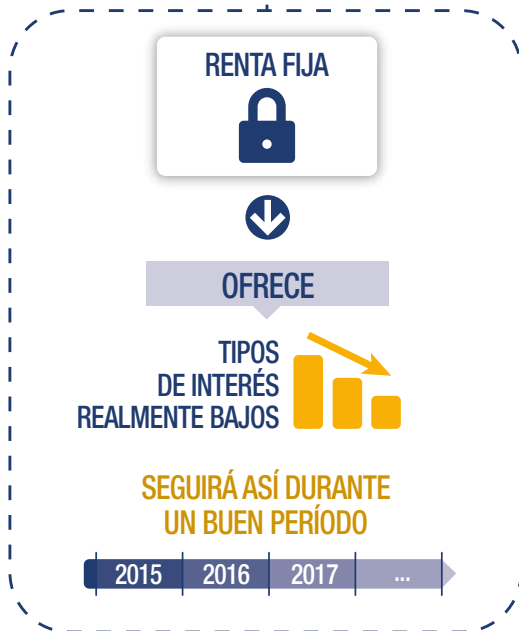 RENTA FIJA
OFRECE
TIPOS
DE INTERÉS
REALMENTE BAJOS
SEGUIRÁ ASÍ DURANTE
UN BUEN PERÍODO
2015 2016 2017 ...